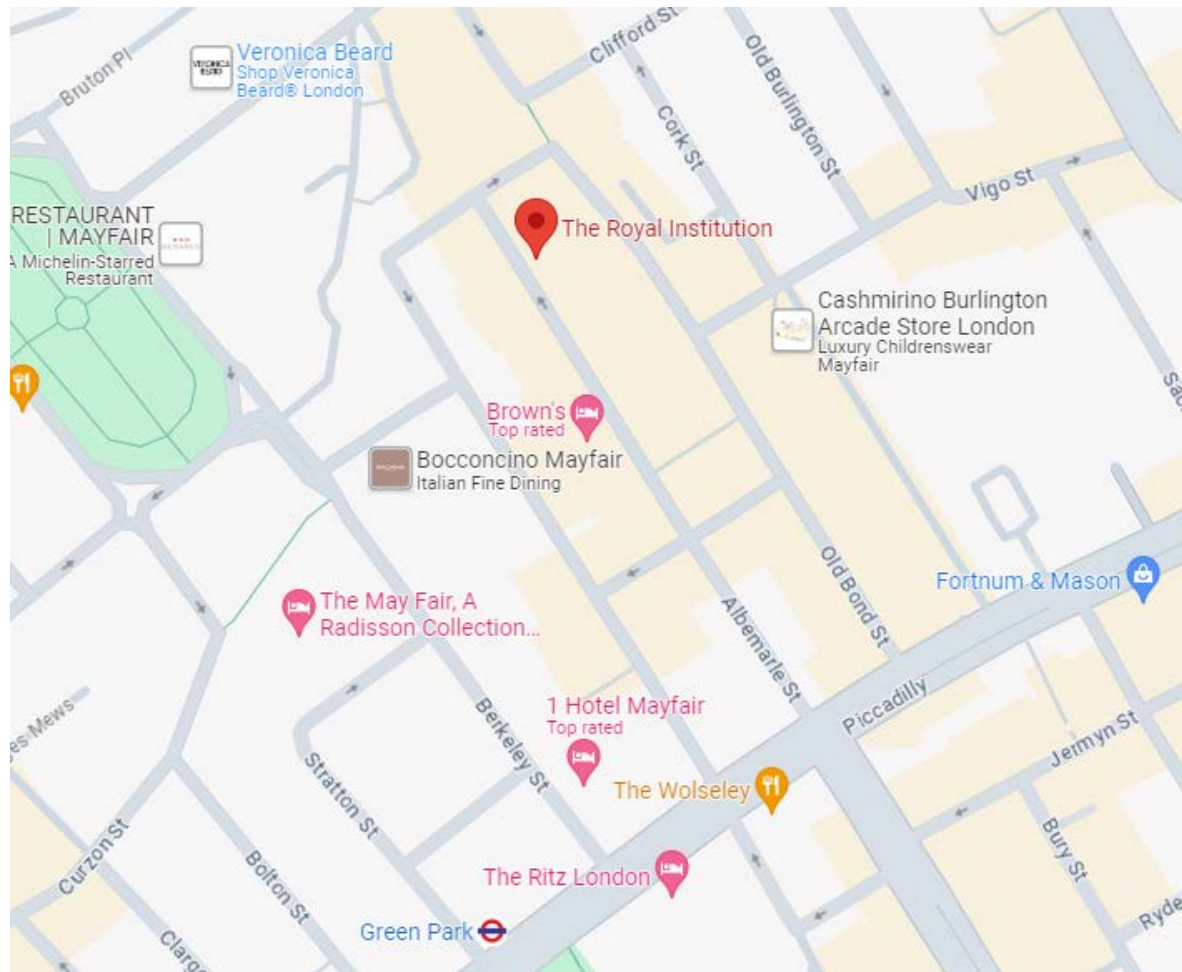 Clifford St
Veronica Beard
Shop Veronica
Beard® London
Bruton Pl
Old Burlington St
Cork St
Vigo St
RESTAURANT
| MAYFAIR
A Michelin-Starred
Restaurant
The Royal Institution
Cashmirino Burlington
Arcade Store London
Luxury Childrenswear
Mayfair
Sac
Brown's
Top rated
Bocconcino Mayfair
Italian Fine Dining
Old Bond St
Fortnum & Mason
The May Fair, A
Radisson Collection...
Albemarle St
1 Hotel Mayfair
Top rated
Berkeley St
Piccadilly
es Mews
Jermyn St
Stratton St
The Wolseley
Curzon St
Bury St
Bolton St
The Ritz London
Green Park
Ryde
Clarg